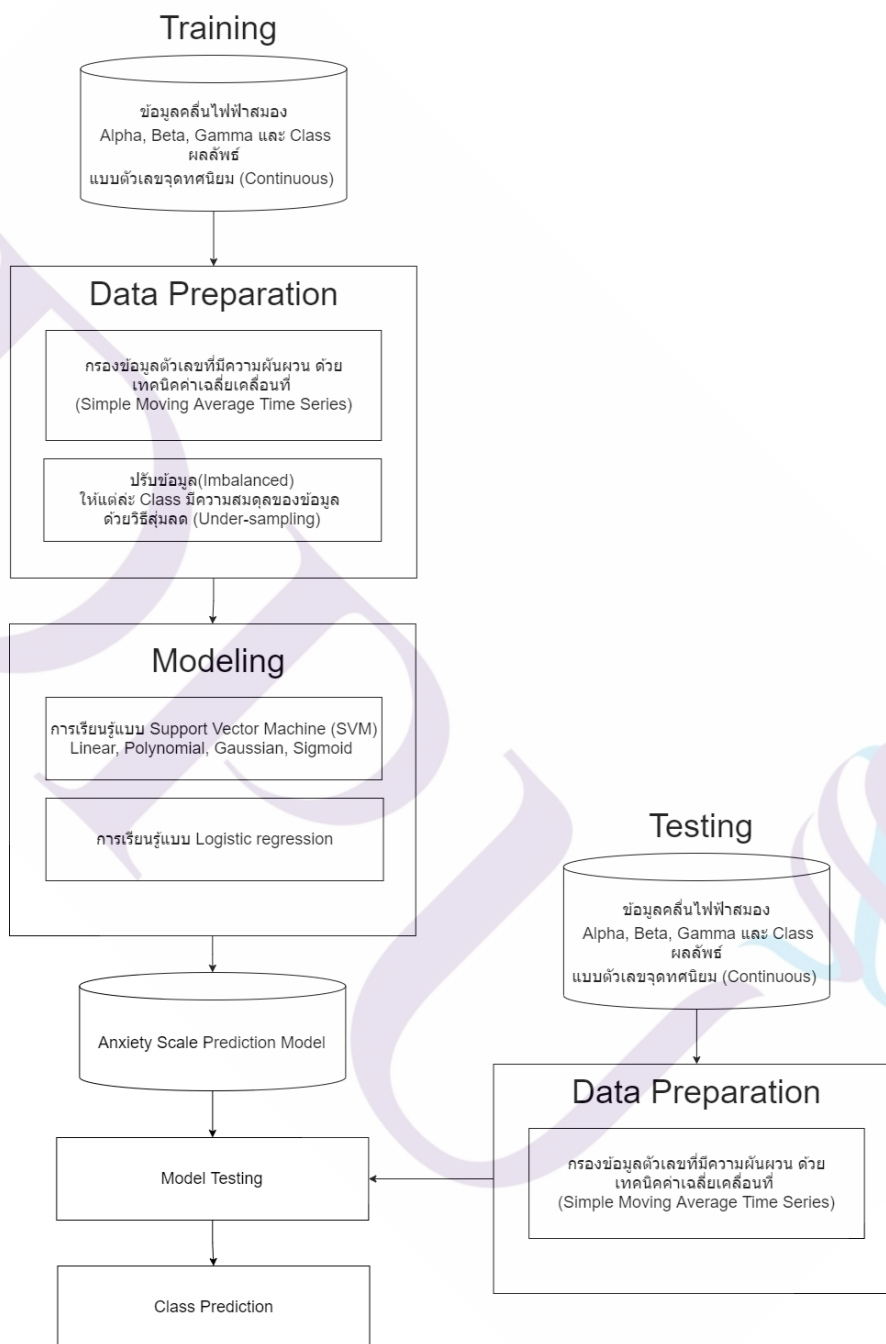 Training
ข้อมูลคลื่นไฟฟ้าสมอง
Alpha, Beta, Gamma และ Class
ผลลัพธ์
แบบตัวเลขจุดทศนิยม (Continuous)
Data Preparation
กรองข้อมูลตัวเลขที่มีความผันผวน ด้วย
เทคนิคค่าเฉลี่ยเคลื่อนที่
(Simple Moving Average Time Series)
ปรับข้อมูล(Imbalanced)
ให้แต่ล่ะ Class มีความสมดุลของข้อมูล
ด้วยวิธีสุ่มลด (Under-sampling)
Modeling
การเรียนรู้แบบ Support Vector Machine (SVM)
Linear, Polynomial, Gaussian, Sigmoid
การเรียนรู้แบบ Logistic regression
Anxiety Scale Prediction Model
Model Testing
Class Prediction
Testing
ข้อมูลคลื่นไฟฟ้าสมอง
Alpha, Beta, Gamma และ Class
ผลลัพธ์
แบบตัวเลขจุดทศนิยม (Continuous)
Data Preparation
กรองข้อมูลตัวเลขที่มีความผันผวน ด้วย
เทคนิคค่าเฉลี่ยเคลื่อนที่
(Simple Moving Average Time Series)
DPU